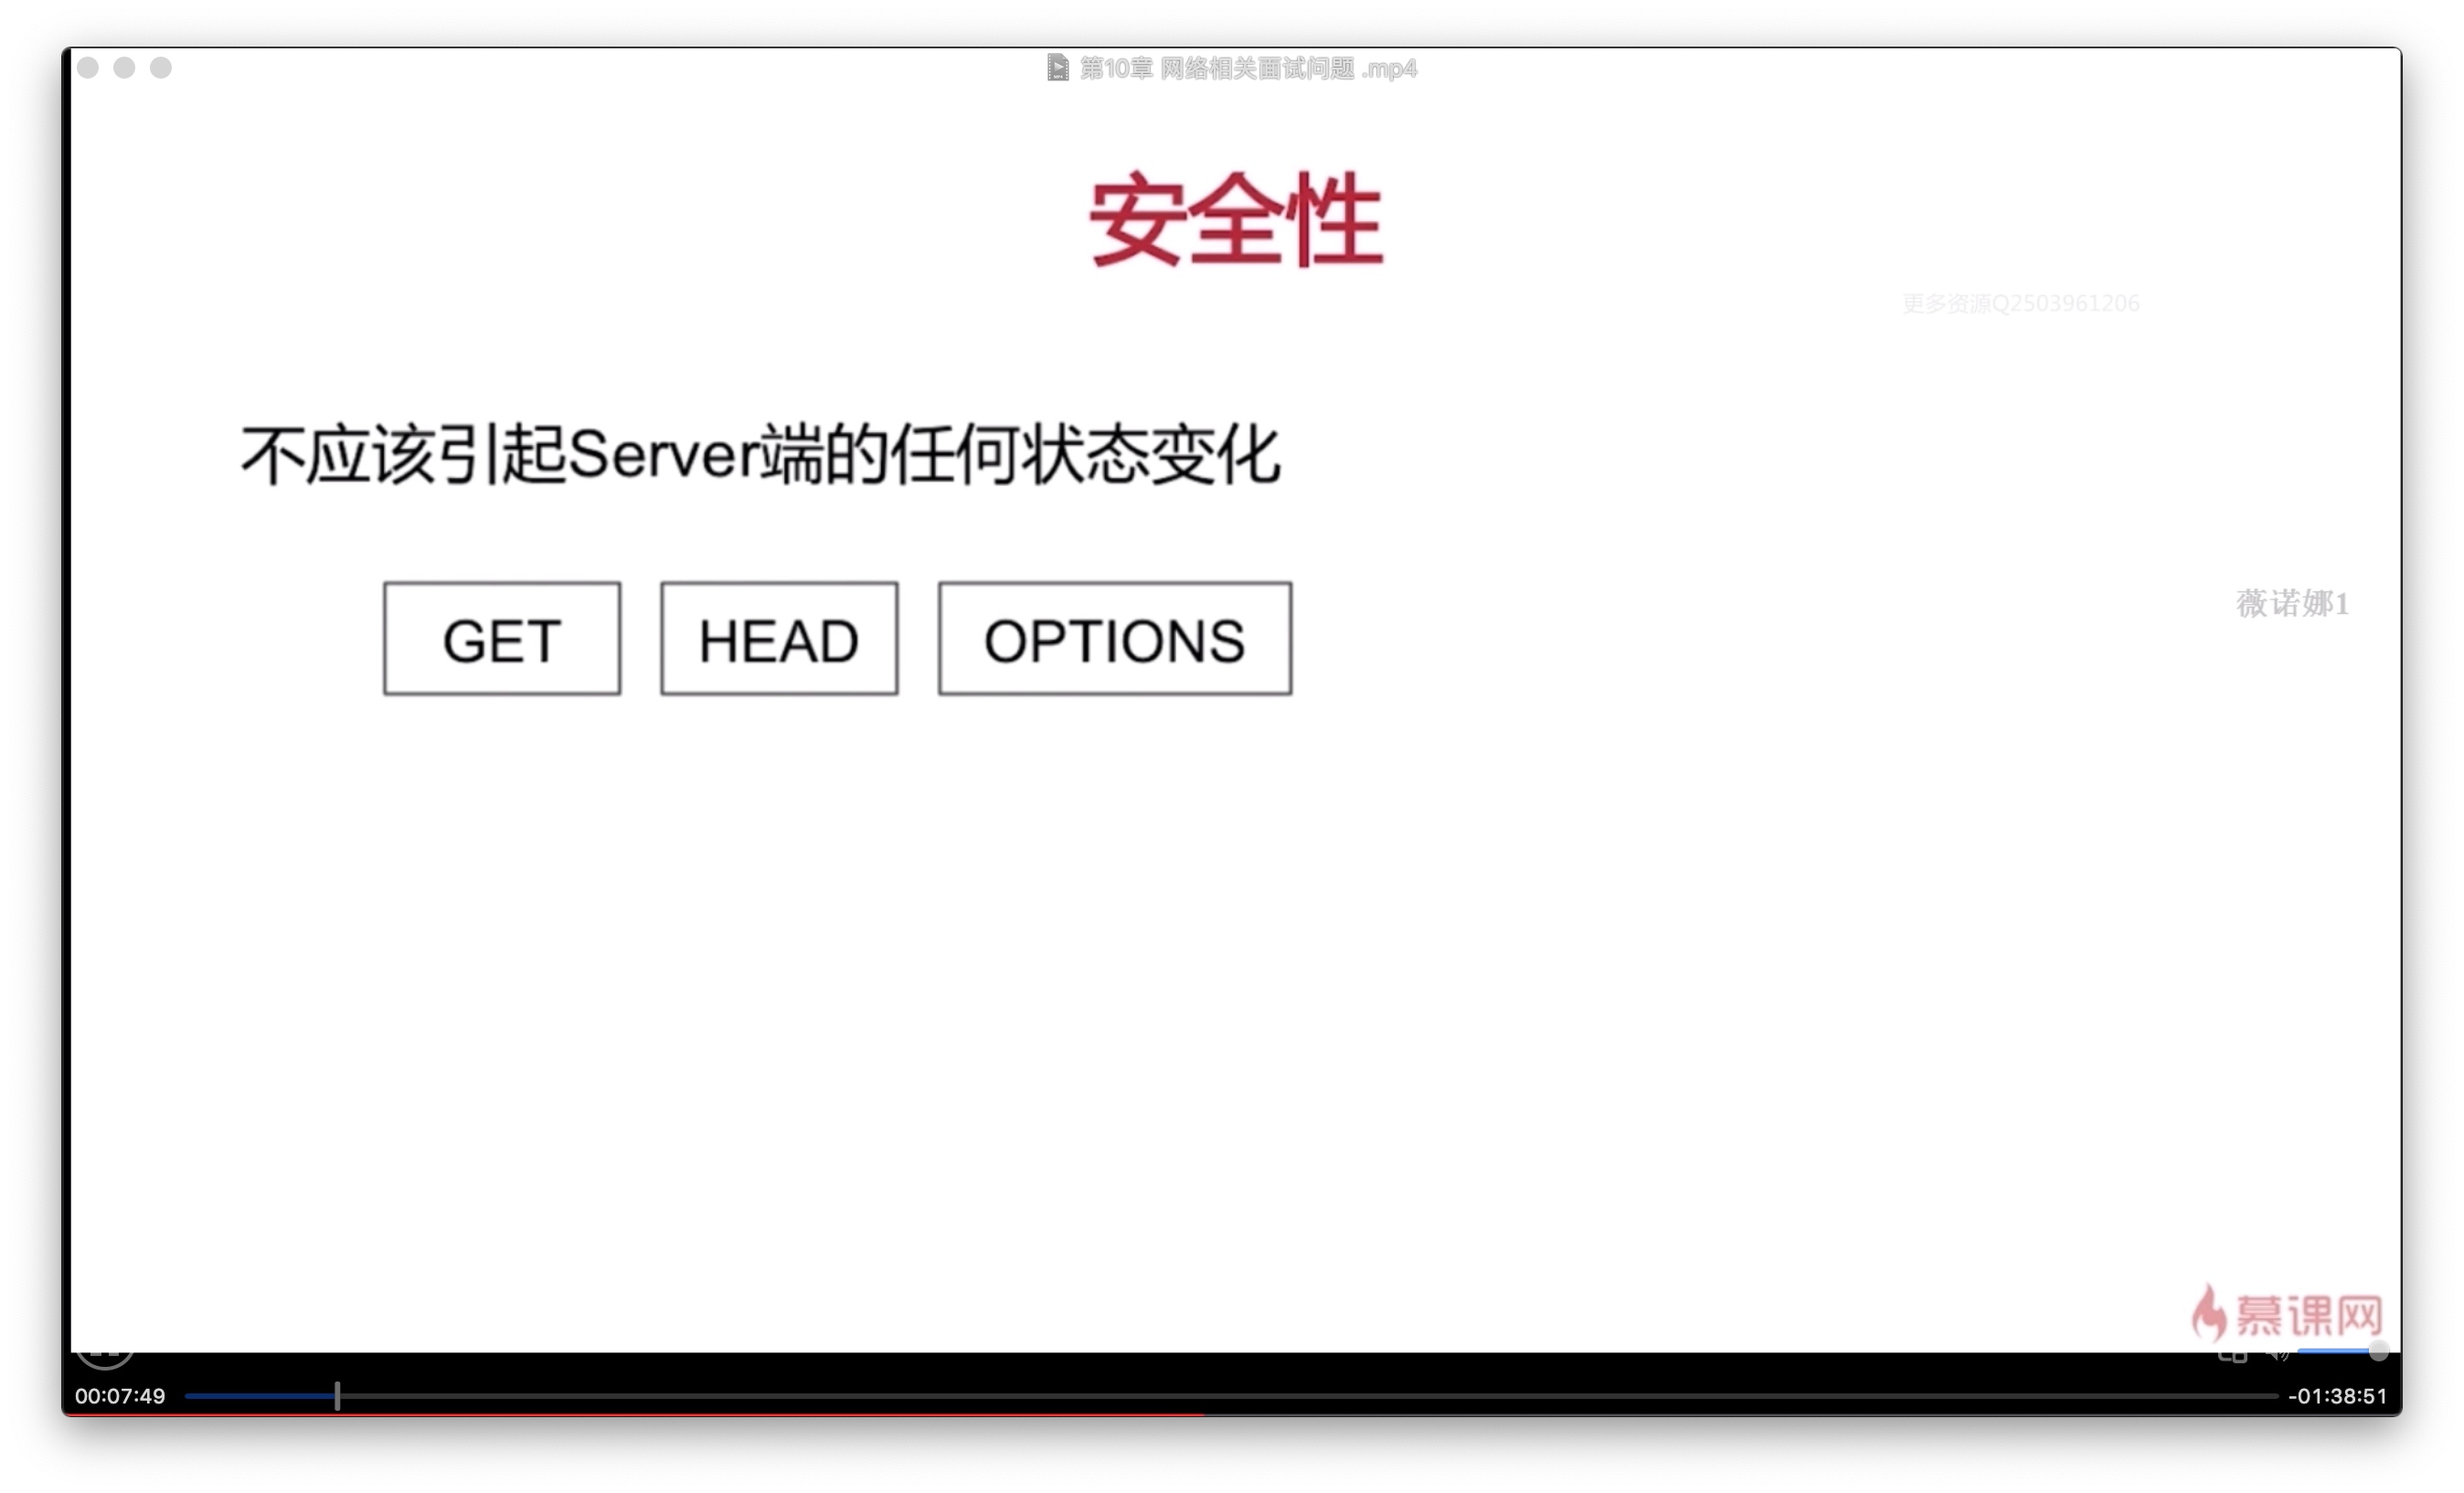 第10章 网络相关面试问题 .mp4
安全性
更多资源Q2503961206
不应该引起Server端的任何状态变化
薇诺娜1
GET HEAD OPTIONS
慕课网
00:07:49 -01:38:51